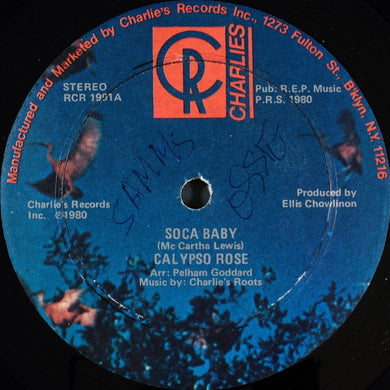 Manufactured and Marketed by Charlie's Records Inc., 1273 Fulton St., Bklyn, N.Y. 11216
CR
CHARLIES
STEREO
RCR 1991A
Pub: R.E.P. Music
P.R.S. 1980
Charlie's Records
Inc. ℗1980
Produced by
Ellis Chowlinon
SOCA BABY
(Mc Cartha Lewis)
CALYPSO ROSE
Arr: Pelham Goddard
Music by: Charlie's Roots